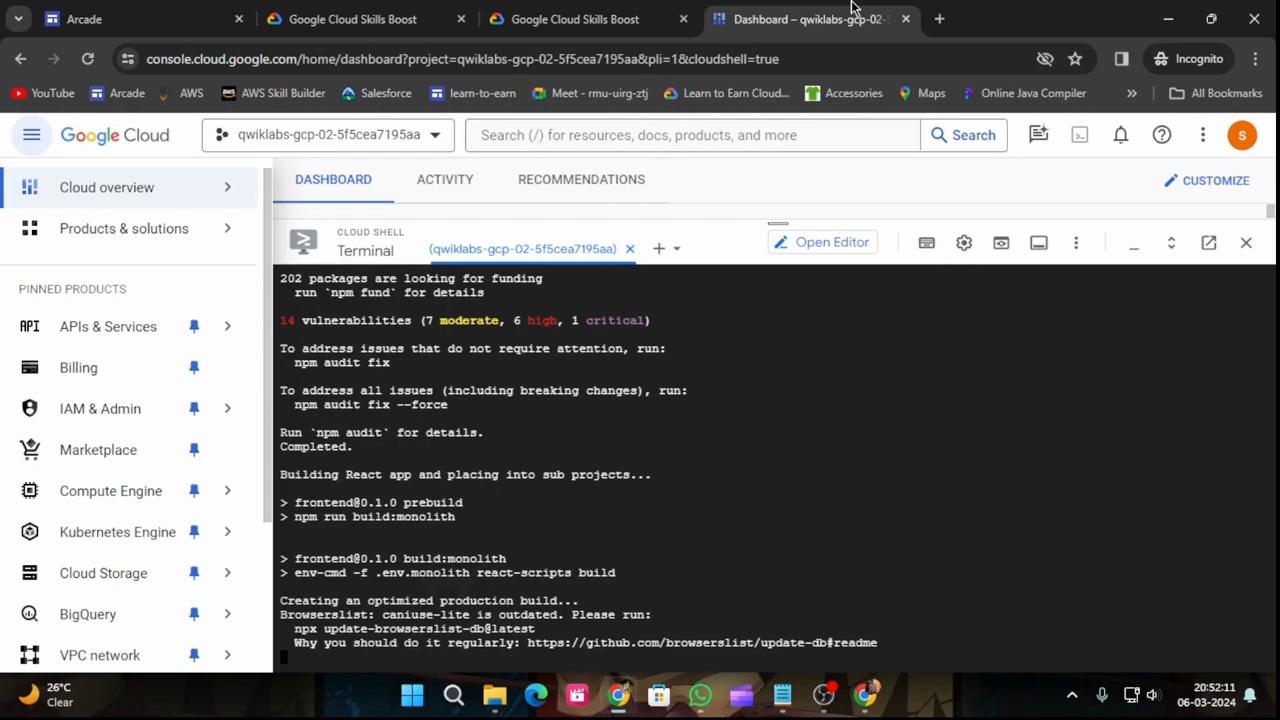 Arcade
Google Cloud Skills Boost
Google Cloud Skills Boost
Dashboard – qwiklabs-gcp-02-5
console.cloud.google.com/home/dashboard?project=qwiklabs-gcp-02-5f5cea7195aa&pli=1&cloudshell=true
Incognito
YouTube
Arcade
AWS
AWS Skill Builder
Salesforce
learn-to-earn
Meet - rmu-uirg-ztj
Learn to Earn Cloud...
Accessories
Maps
Online Java Compiler
»
All Bookmarks
Google Cloud
qwiklabs-gcp-02-5f5cea7195aa
Search (/) for resources, docs, products, and more
Search
S
Cloud overview
Products & solutions
PINNED PRODUCTS
API APIs & Services
Billing
IAM & Admin
Marketplace
Compute Engine
Kubernetes Engine
Cloud Storage
BigQuery
VPC network
DASHBOARD
ACTIVITY
RECOMMENDATIONS
CUSTOMIZE
CLOUD SHELL
Terminal
(qwiklabs-gcp-02-5f5cea7195aa)
Open Editor
202 packages are looking for funding
run `npm fund` for details
14 vulnerabilities (7 moderate, 6 high, 1 critical)
To address issues that do not require attention, run:
npm audit fix
To address all issues (including breaking changes), run:
npm audit fix --force
Run `npm audit` for details.
Completed.
Building React app and placing into sub projects...
> frontend@0.1.0 prebuild
> npm run build:monolith
> frontend@0.1.0 build:monolith
> env-cmd -f .env.monolith react-scripts build
Creating an optimized production build...
Browserslist: caniuse-lite is outdated. Please run:
npx update-browserslist-db@latest
Why you should do it regularly: https://github.com/browserslist/update-db#readme
26°C
Clear
20:52:11
06-03-2024